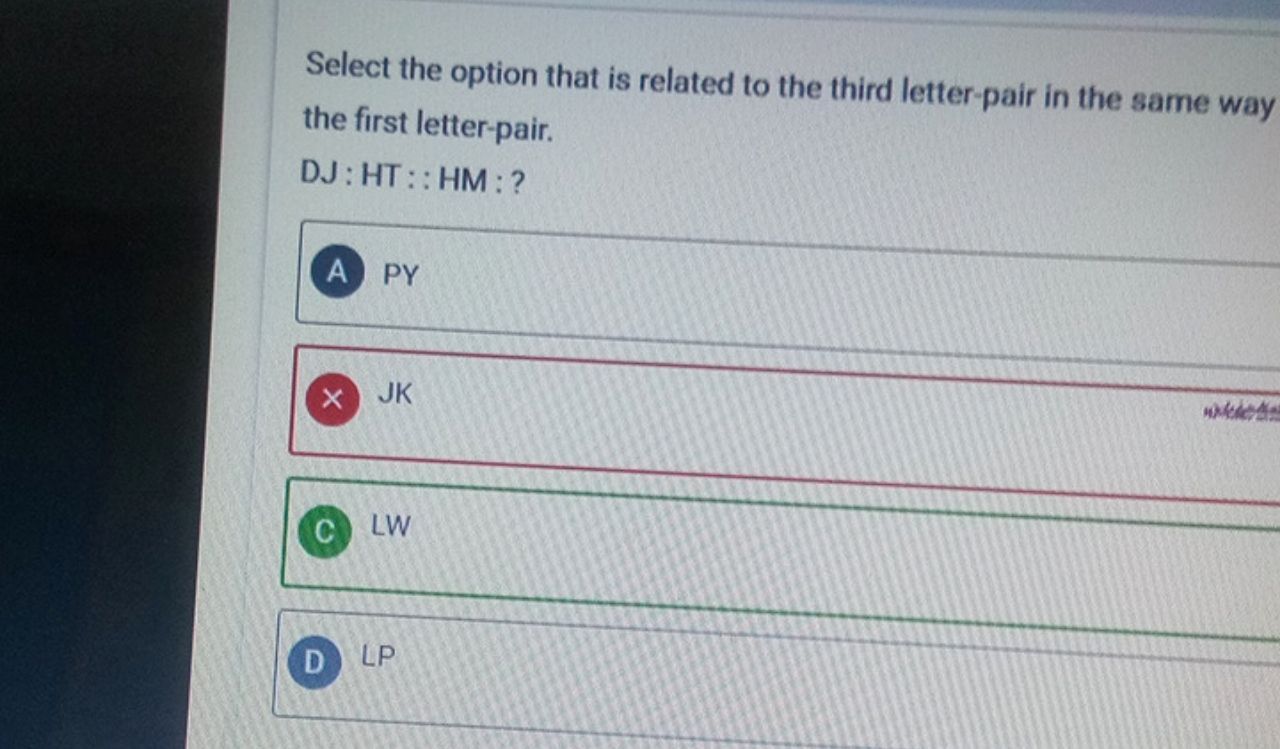 Select the option that is related to the third letter-pair in the same way
the first letter-pair.
DJ : HT : : HM : ?
A PY
JK
C LW
D LP